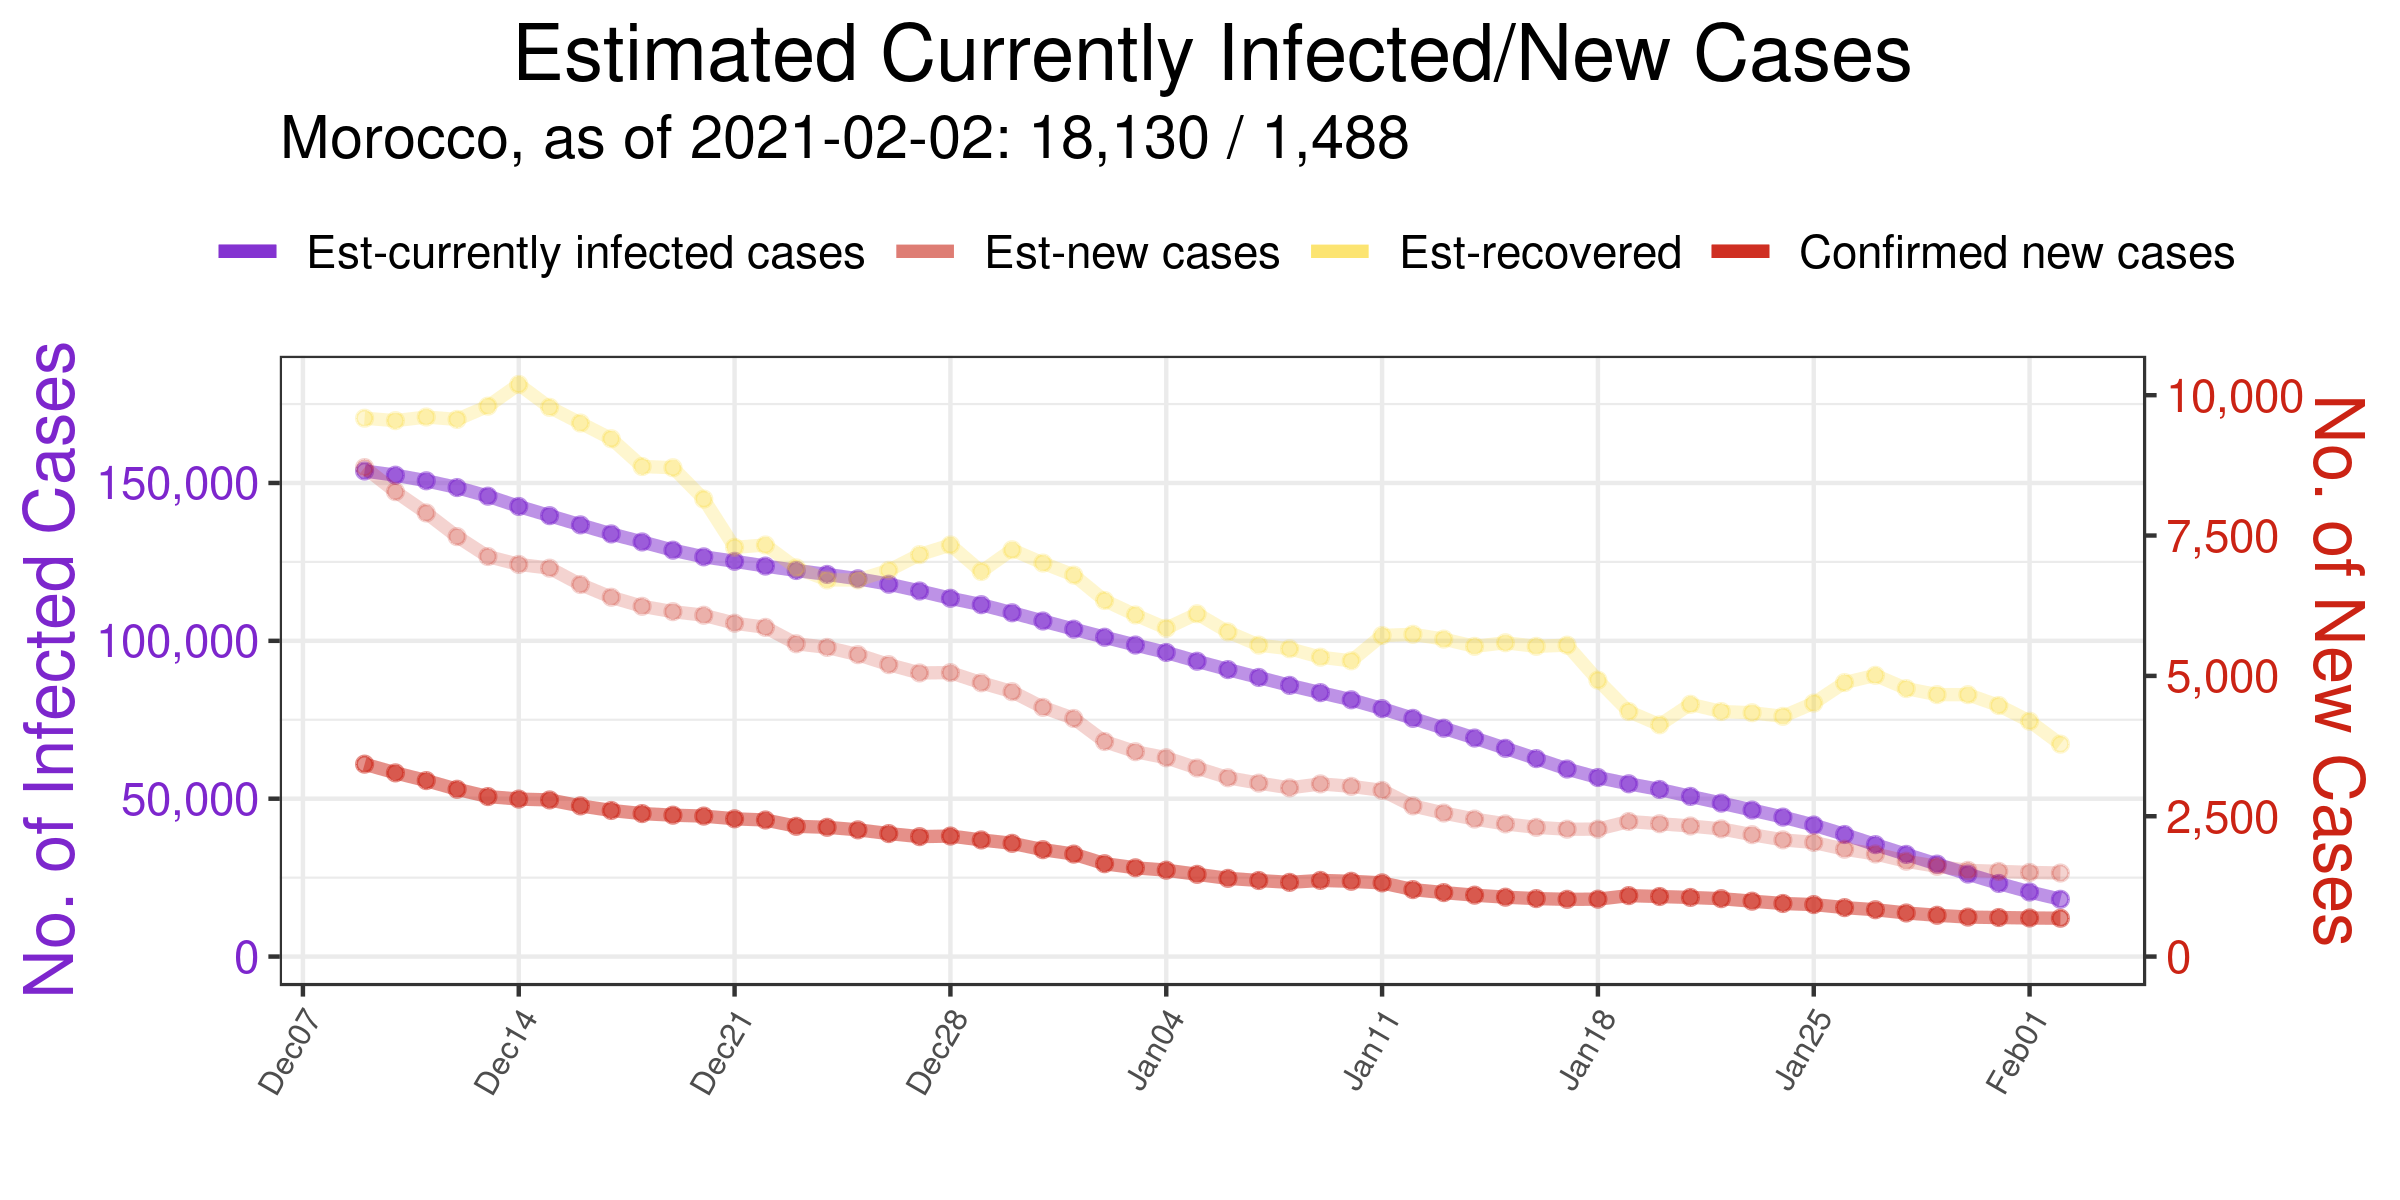 Estimated Currently Infected/New Cases
Morocco, as of 2021-02-02: 18,130 / 1,488
Est-currently infected cases Est-new cases Est-recovered Confirmed new cases
No. of Infected Cases
150,000
100,000
50,000
0
10,000
7,500
5,000
2,500
0
No. of New Cases
Dec07 Dec14 Dec21 Dec28 Jan04 Jan11 Jan18 Jan25 Feb01